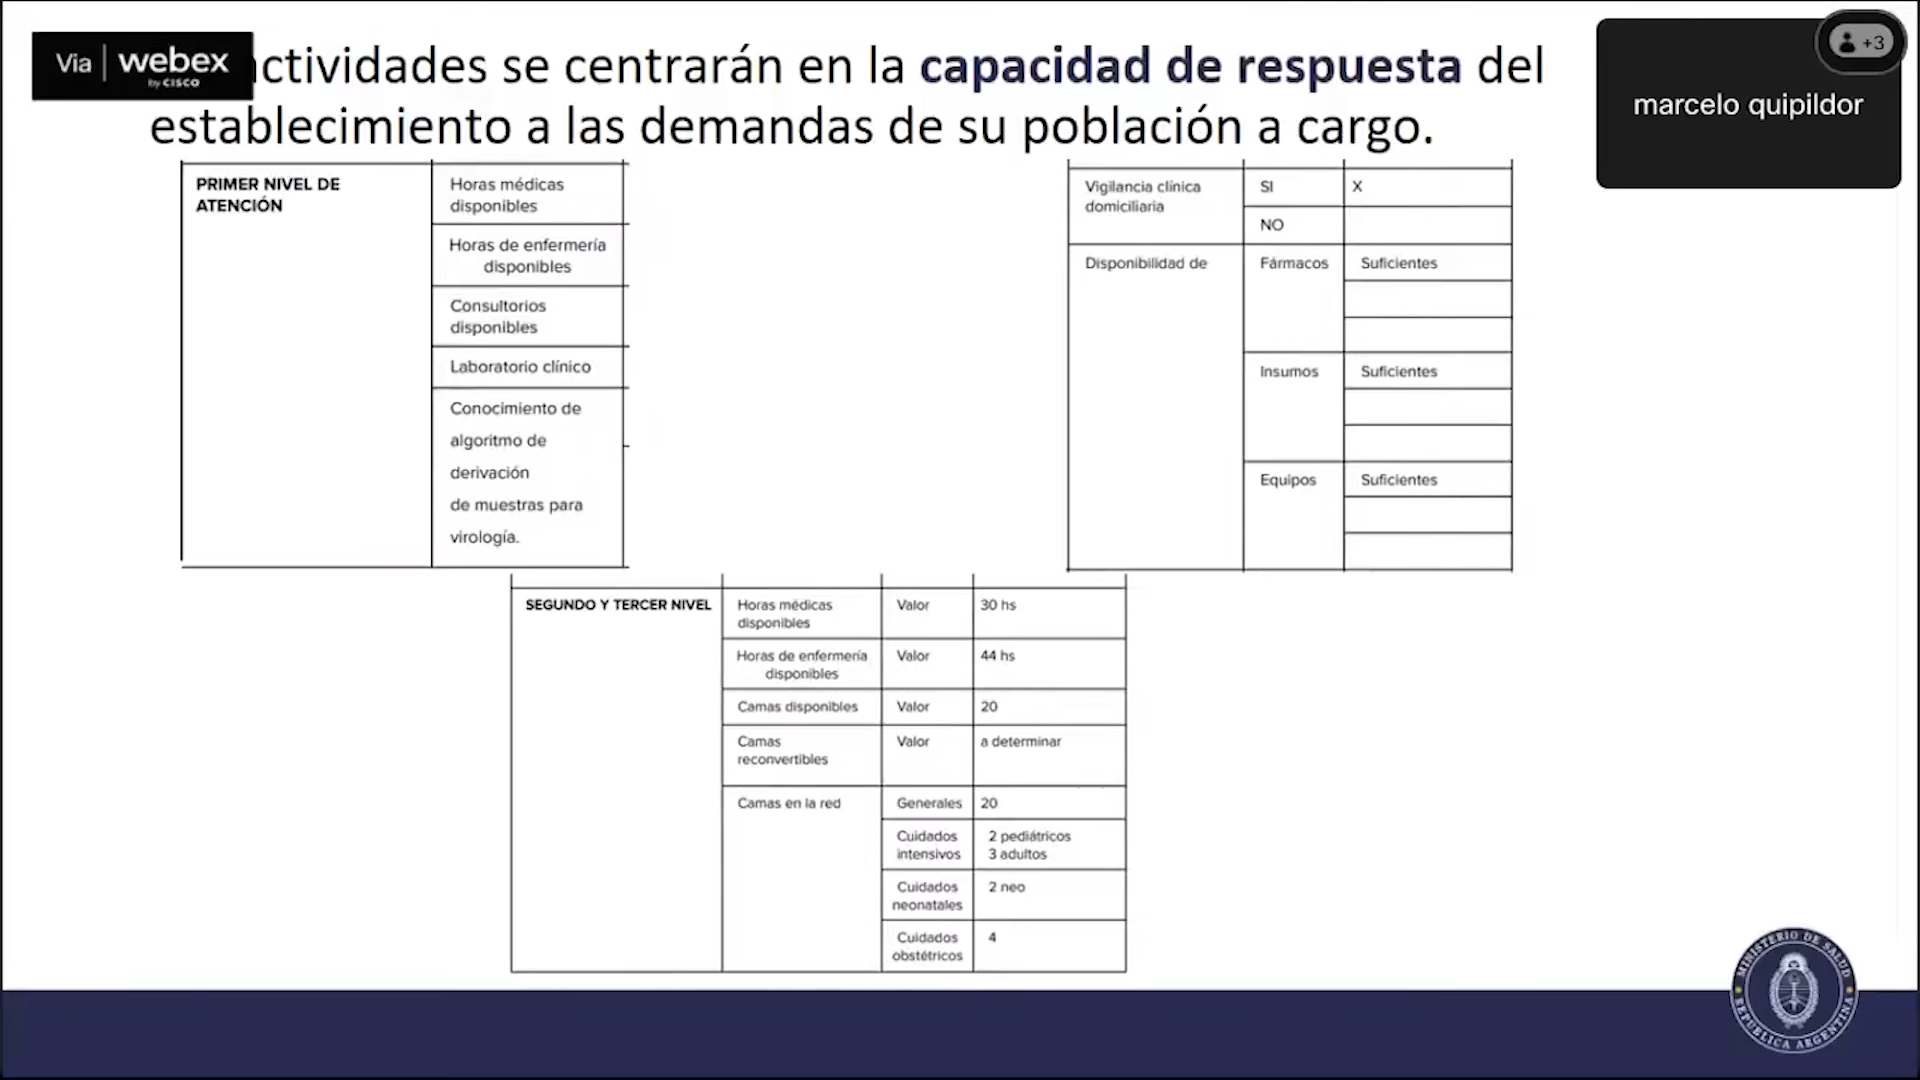 Via webex
by CISCO
ctividades se centrarán en la capacidad de respuesta del
establecimiento a las demandas de su población a cargo.
+3
marcelo quipildor
PRIMER NIVEL DE
ATENCIÓN
Horas médicas
disponibles
Horas de enfermería
disponibles
Consultorios
disponibles
Laboratorio clínico
Conocimiento de
algoritmo de
derivación
de muestras para
virología.
Vigilancia clínica
domiciliaria
SI
X
NO
Disponibilidad de
Fármacos
Suficientes
Insumos
Suficientes
Equipos
Suficientes
SEGUNDO Y TERCER NIVEL
Horas médicas
disponibles
Valor
30 hs
Horas de enfermería
disponibles
Valor
44 hs
Camas disponibles
Valor
20
Camas
reconvertibles
Valor
a determinar
Camas en la red
Generales
20
Cuidados
intensivos
2 pediátricos
3 adultos
Cuidados
neonatales
2 neo
Cuidados
obstétricos
4
MINISTERIO DE SALUD
REPÚBLICA ARGENTINA